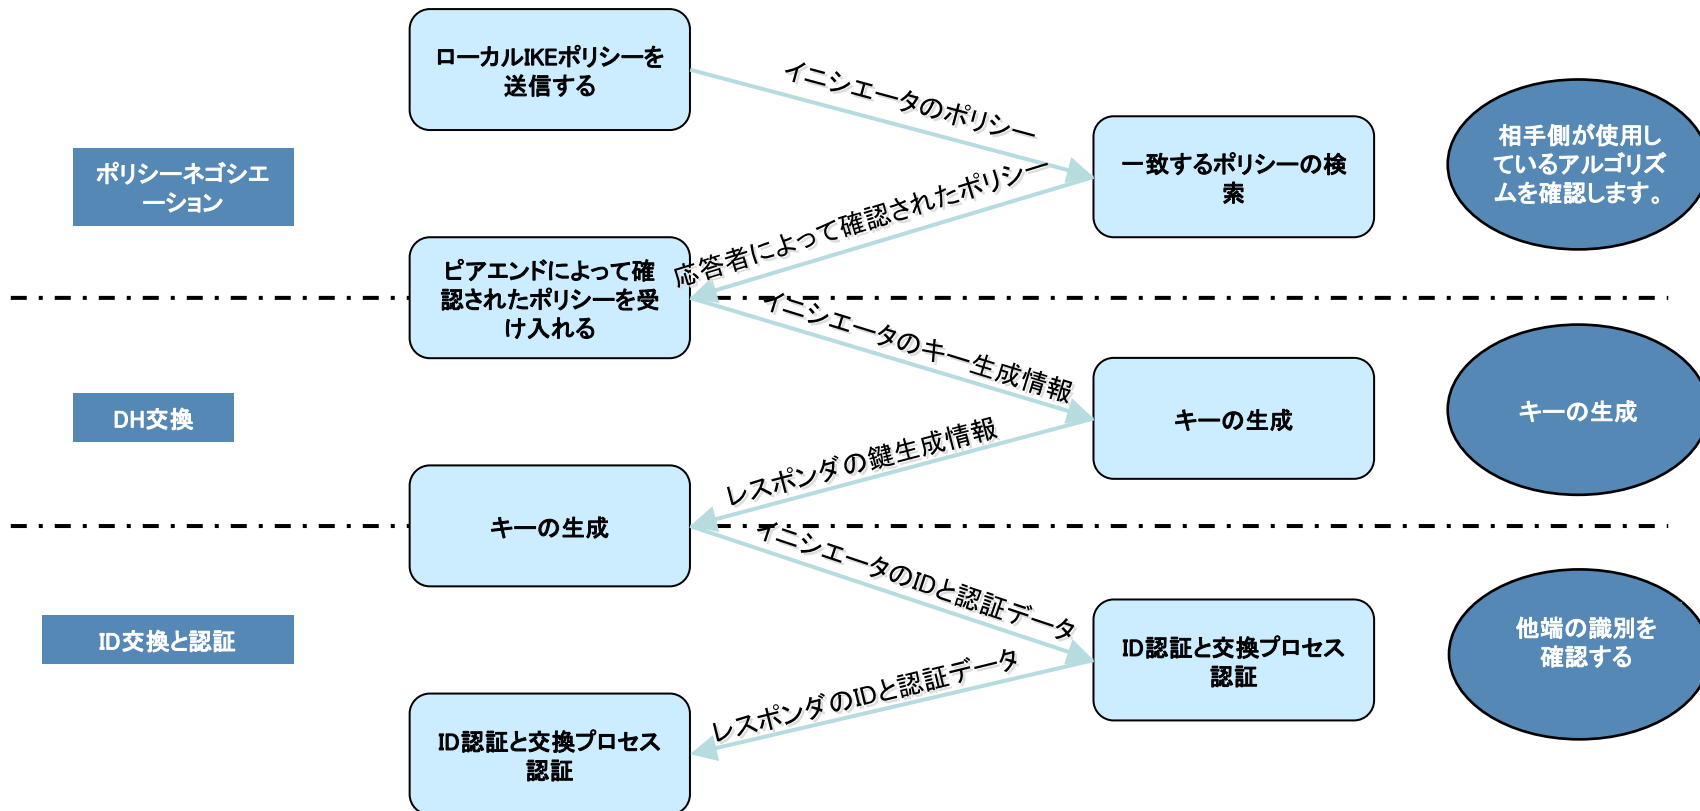 ローカルIKEポリシーを
送信する
イニシエータのポリシー
ポリシーネゴシエ
ーション
一致するポリシーの検
索
相手側が使用し
ているアルゴリズ
ムを確認します。
応答者によって確認されたポリシー
ピアエンドによって確
認されたポリシーを受
け入れる
イニシエータのキー生成情報
DH交換
キーの生成
キーの生成
レスポンダの鍵生成情報
キーの生成
イニシエータのIDと認証データ
ID交換と認証
ID認証と交換プロセス
認証
他端の識別を
確認する
レスポンダのIDと認証データ
ID認証と交換プロセス
認証